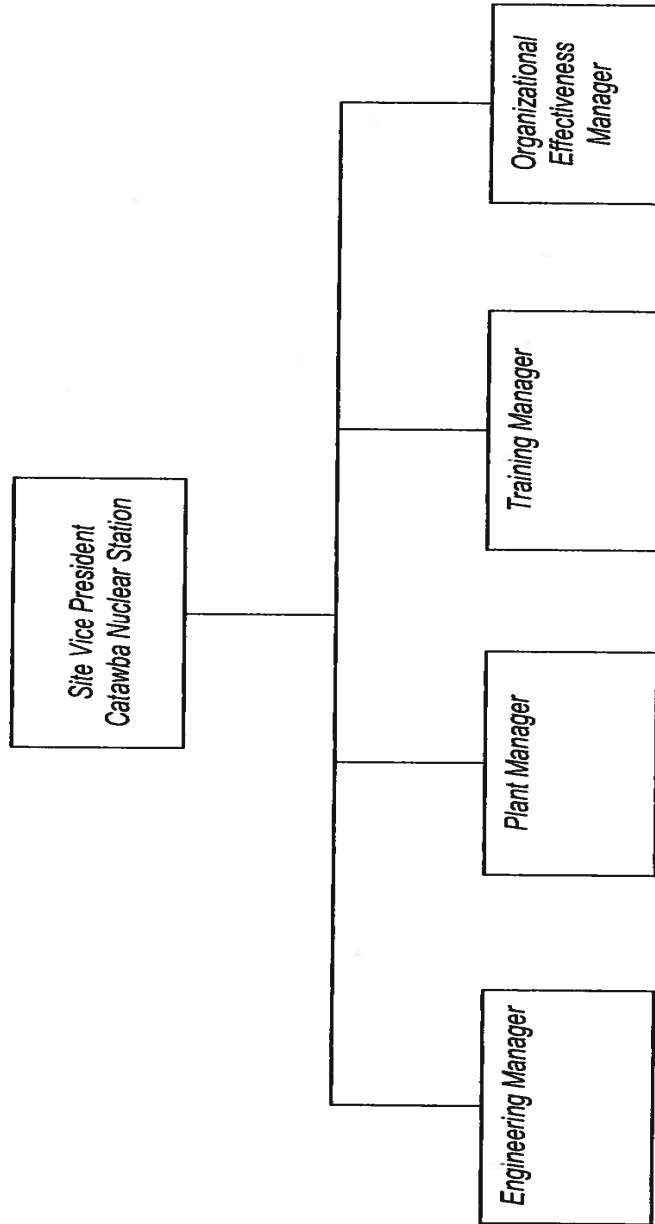 Site Vice President
Catawba Nuclear Station
Engineering Manager
Plant Manager
Training Manager
Organizational
Effectiveness
Manager